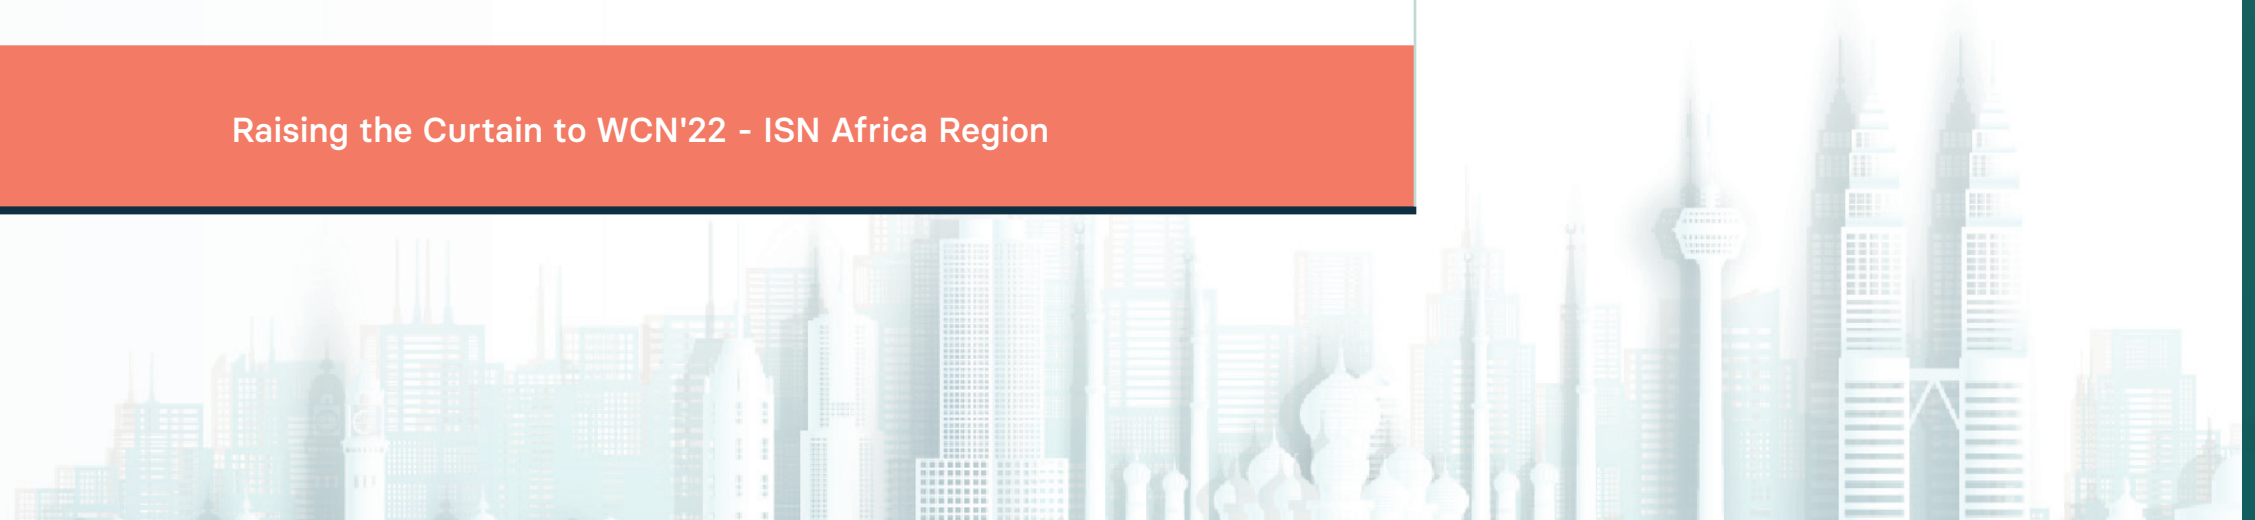 Raising the Curtain to WCN'22 - ISN Africa Region